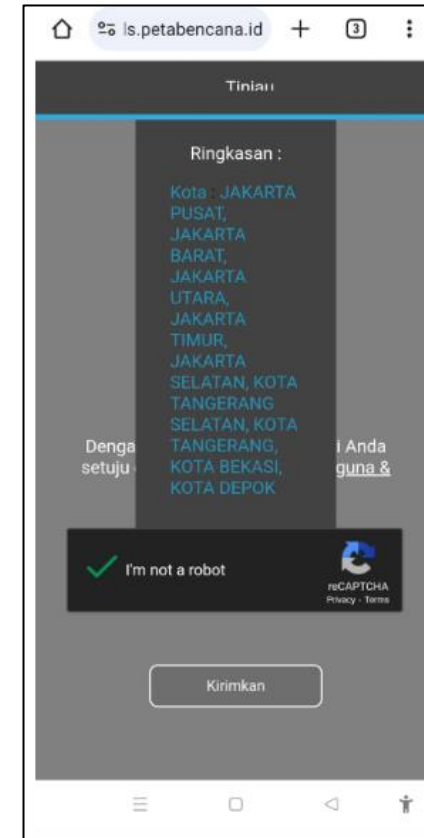 ls.petabencana.id
3
Tinjau
Ringkasan :
Kota : JAKARTA
PUSAT,
JAKARTA
BARAT,
JAKARTA
UTARA,
JAKARTA
TIMUR,
JAKARTA
SELATAN, KOTA
TANGERANG
SELATAN, KOTA
TANGERANG,
KOTA BEKASI,
KOTA DEPOK
Denga i Anda
setuju guna &
I'm not a robot
reCAPTCHA
Privacy - Terms
Kirimkan